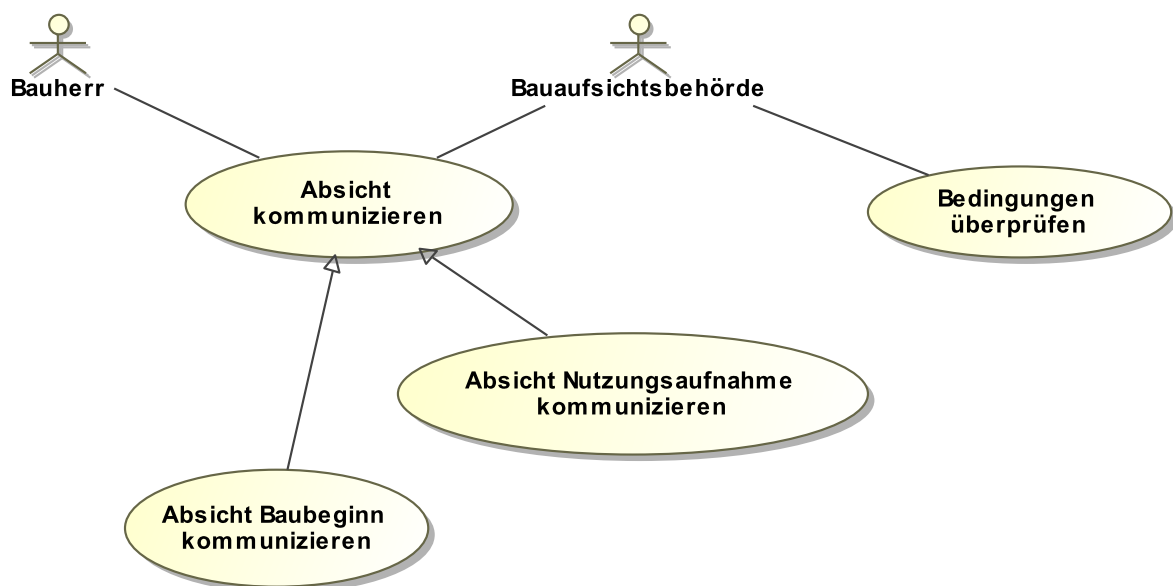 Bauherr
Bauaufsichtsbehörde
Absicht
kommunizieren
Bedingungen
überprüfen
Absicht Nutzungsaufnahme
kommunizieren
Absicht Baubeginn
kommunizieren